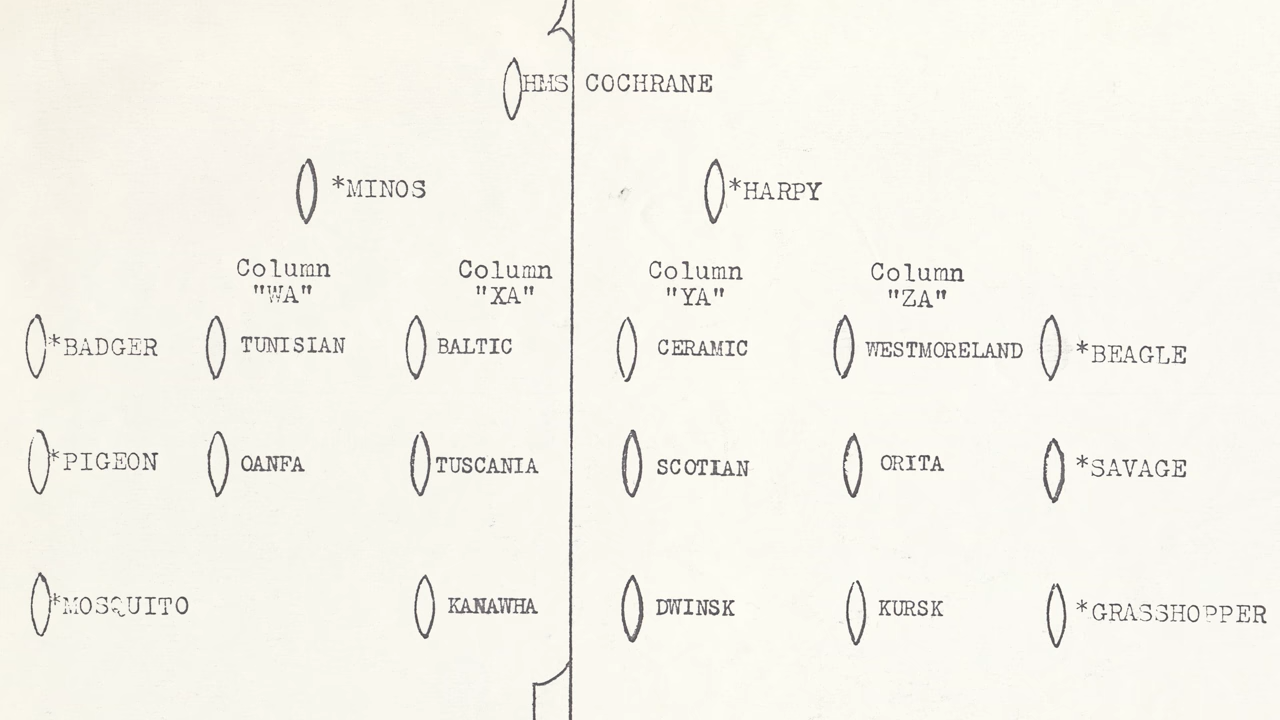 HMS COCHRANE
*MINOS *HARPY
Column Column Column Column
"WA" "XA" "YA" "ZA"
*BADGER TUNISIAN BALTIC CERAMIC WESTMORELAND *BEAGLE
*PIGEON OANFA TUSCANIA SCOTIAN ORITA *SAVAGE
*MOSQUITO KANAWHA DWINSK KURSK *GRASSHOPPER